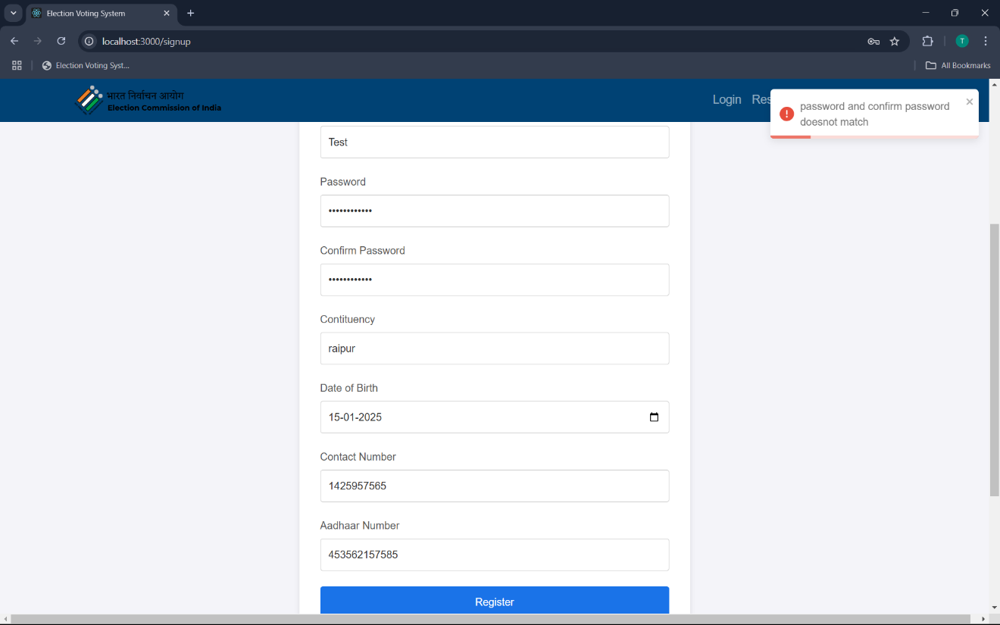 Election Voting System
localhost:3000/signup
T
Election Voting Syst...
All Bookmarks
भारत निर्वाचन आयोग
Election Commission of India
Login
Res
password and confirm password
doesnot match
Test
Password
••••••••••••
Confirm Password
••••••••••••
Contituency
raipur
Date of Birth
15-01-2025
Contact Number
1425957565
Aadhaar Number
453562157585
Register